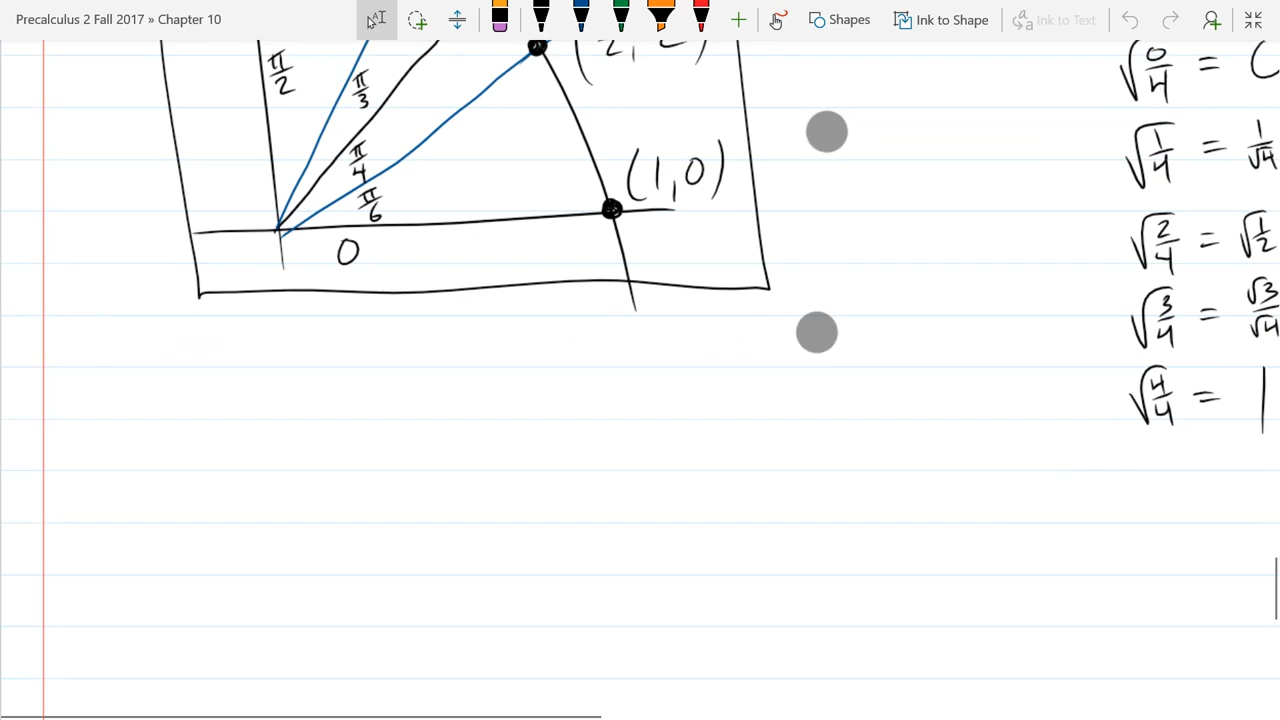 Precalculus 2 Fall 2017 » Chapter 10
Shapes
Ink to Shape
Ink to Text
π/2
π/3
π/4
π/6
0
(1,0)
√(0/4) =
√(1/4) = 1/√4
√(2/4) = √(1/2)
√(3/4) = √3/√4
√(4/4) = 1